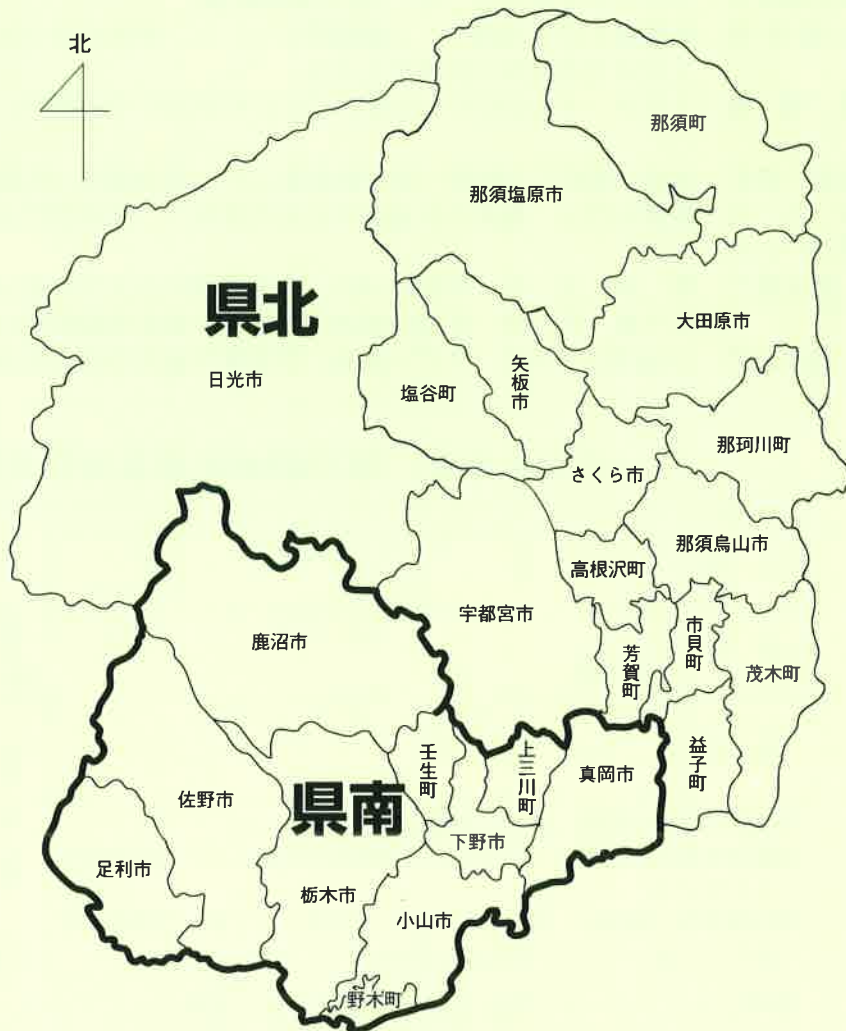 北
那須町
那須塩原市
大田原市
県北
日光市
矢板市
塩谷町
那珂川町
さくら市
那須烏山市
高根沢町
宇都宮市
鹿沼市
芳賀町
市貝町
茂木町
壬生町
上三川町
真岡市
益子町
佐野市
県南
下野市
足利市
栃木市
小山市
野木町